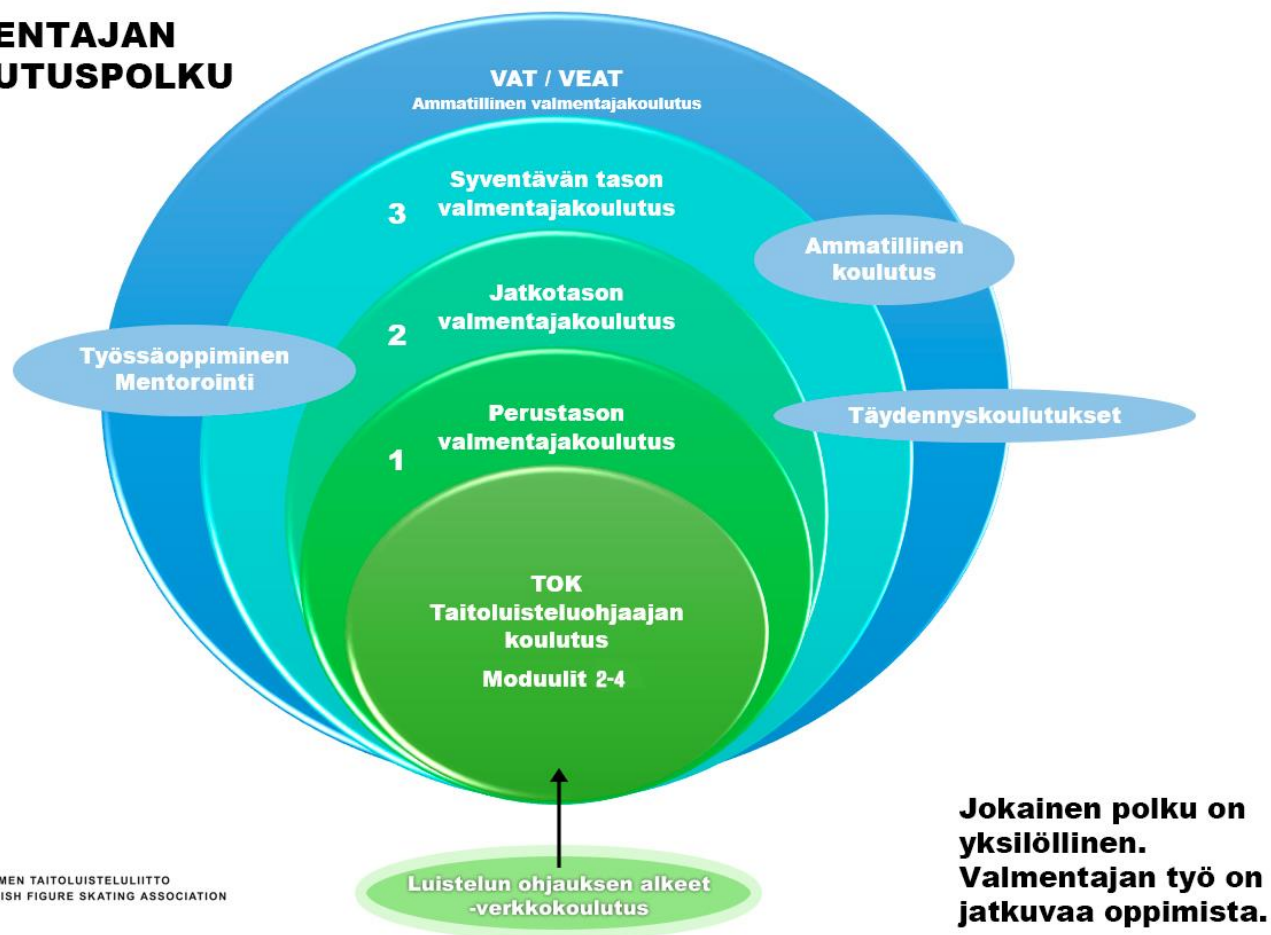 ENTAJAN
UTUSPOLKU
VAT / VEAT
Ammatillinen valmentajakoulutus
3
Syventävän tason
valmentajakoulutus
Ammatillinen
koulutus
2
Jatkotason
valmentajakoulutus
Työssäoppiminen
Mentorointi
1
Perustason
valmentajakoulutus
Täydennyskoulutukset
TOK
Taitoluisteluohjaajan
koulutus
Moduulit 2-4
Luistelun ohjauksen alkeet
-verkkokoulutus
MEN TAITOLUISTELULIITTO
ISH FIGURE SKATING ASSOCIATION
Jokainen polku on
yksilöllinen.
Valmentajan työ on
jatkuvaa oppimista.